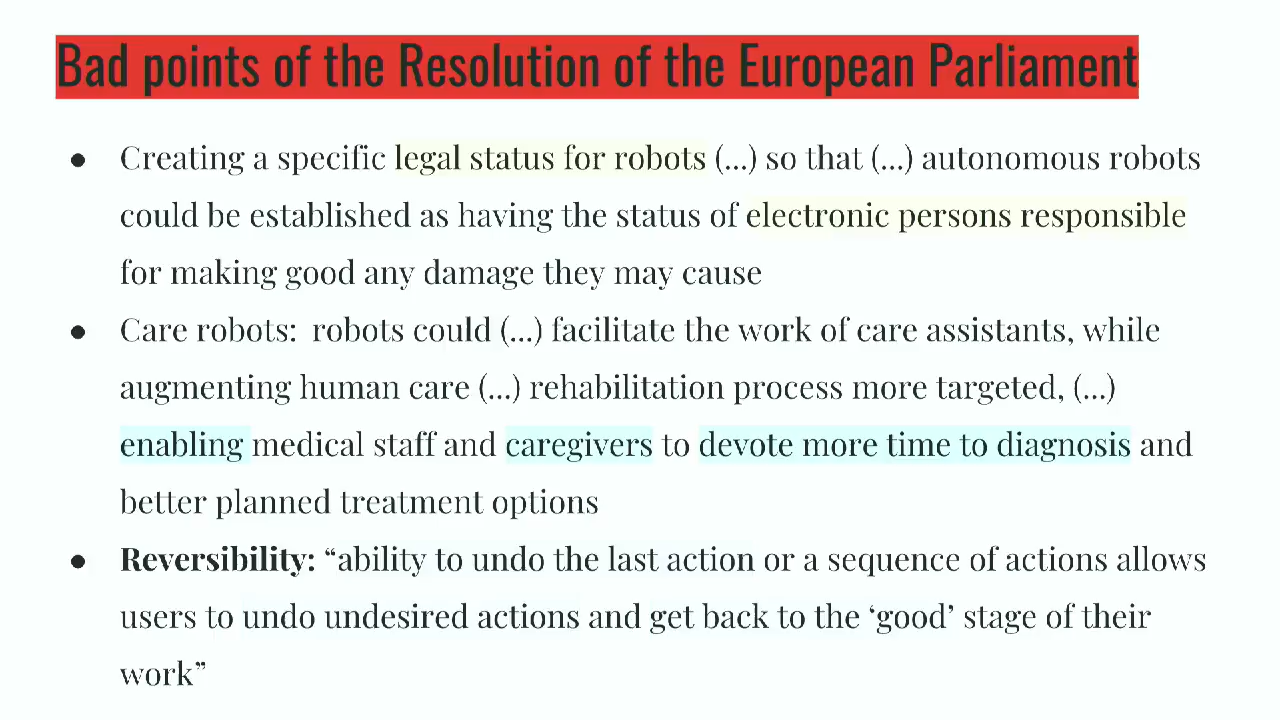 Bad points of the Resolution of the European Parliament
● Creating a specific legal status for robots (...) so that (...) autonomous robots
could be established as having the status of electronic persons responsible
for making good any damage they may cause
● Care robots:  robots could (...) facilitate the work of care assistants, while
augmenting human care (...) rehabilitation process more targeted, (...)
enabling medical staff and caregivers to devote more time to diagnosis and
better planned treatment options
● Reversibility: “ability to undo the last action or a sequence of actions allows
users to undo undesired actions and get back to the ‘good’ stage of their
work”